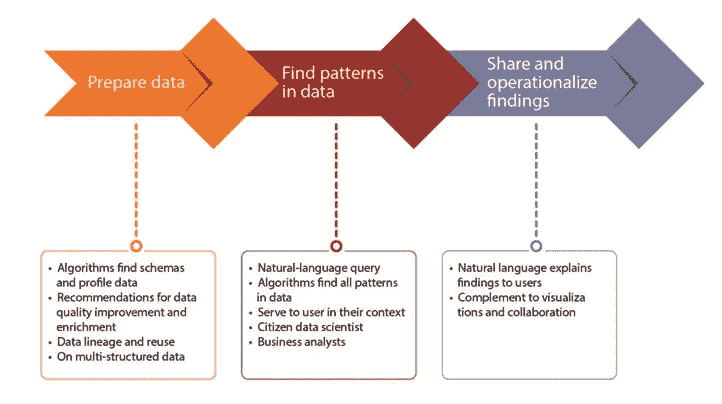 Prepare data
Find patterns
in data
Share and
operationalize
findings
• Algorithms find schemas
and profile data
• Recommendations for data
quality improvement and
enrichment
• Data lineage and reuse
• On multi-structured data
• Natural-language query
• Algorithms find all patterns
in data
• Serve to user in their context
• Citizen data scientist
• Business analysts
• Natural language explains
findings to users
• Complement to visualiza
tions and collaboration